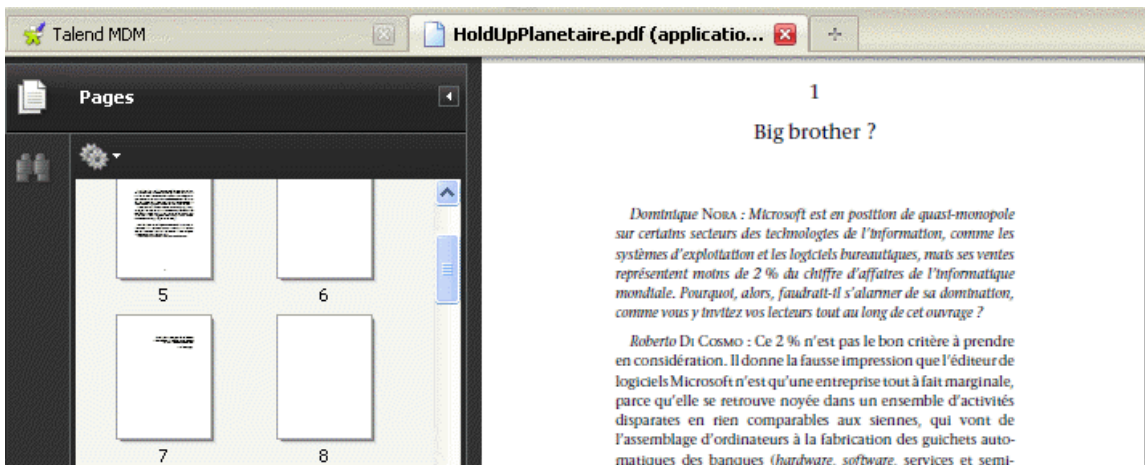 Talend MDM
HoldUpPlanetaire.pdf (applicatio...
Pages
5
6
7
8
1
Big brother ?
Dominique NORA : Microsoft est en position de quasi-monopole
sur certains secteurs des technologies de l'information, comme les
systèmes d'exploitation et les logiciels bureautiques, mais ses ventes
représentent moins de 2 % du chiffre d'affaires de l'informatique
mondiale. Pourquoi, alors, faudrait-il s'alarmer de sa domination,
comme vous y invitez vos lecteurs tout au long de cet ouvrage ?
Roberto DI COSMO : Ce 2 % n'est pas le bon critère à prendre
en considération. Il donne la fausse impression que l'éditeur de
logiciels Microsoft n'est qu'une entreprise tout à fait marginale,
parce qu'elle se retrouve noyée dans un ensemble d'activités
disparates en rien comparables aux siennes, qui vont de
l'assemblage d'ordinateurs à la fabrication des guichets auto-
matiques des banques (hardware, software, services et semi-